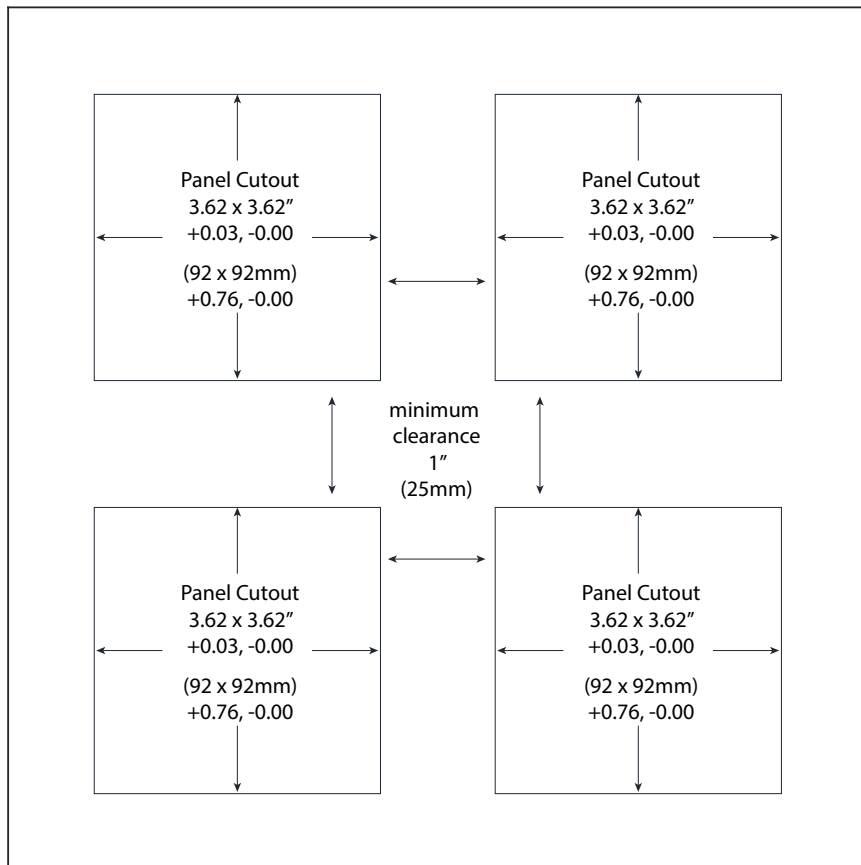 Panel Cutout
3.62 x 3.62″
+0.03, -0.00
(92 x 92mm)
+0.76, -0.00
Panel Cutout
3.62 x 3.62″
+0.03, -0.00
(92 x 92mm)
+0.76, -0.00
minimum
clearance
1″
(25mm)
Panel Cutout
3.62 x 3.62″
+0.03, -0.00
(92 x 92mm)
+0.76, -0.00
Panel Cutout
3.62 x 3.62″
+0.03, -0.00
(92 x 92mm)
+0.76, -0.00